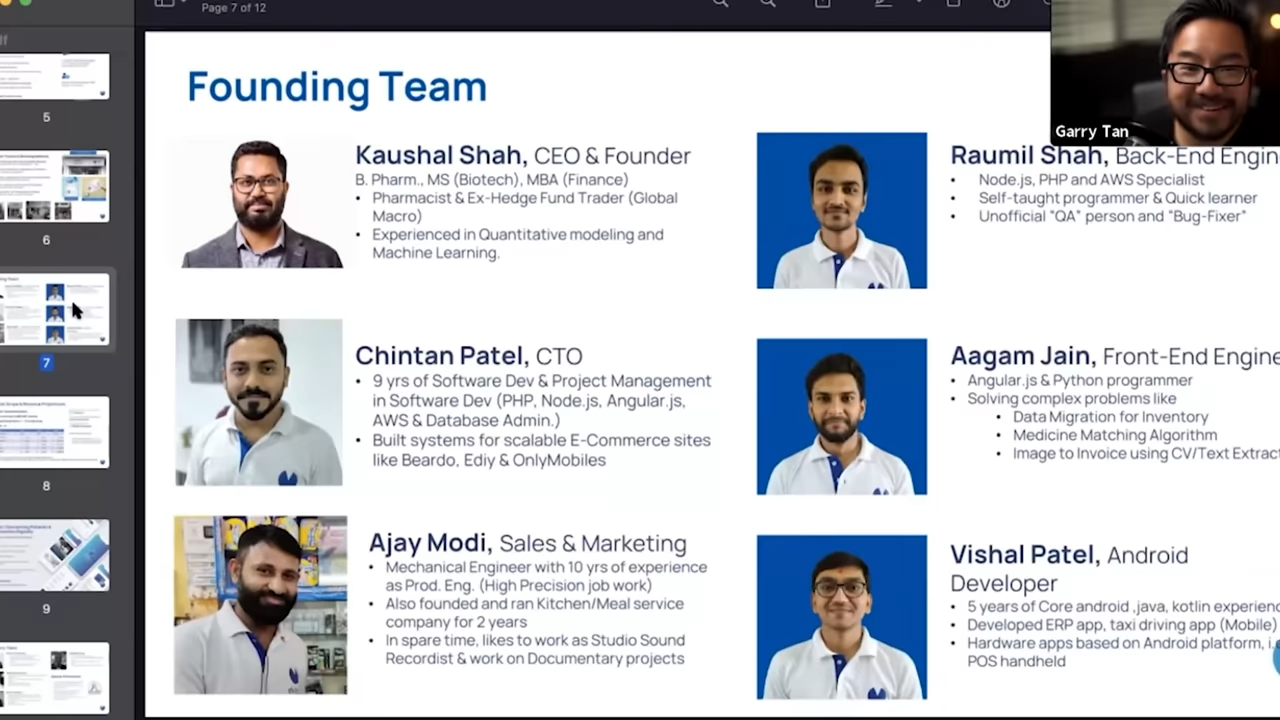 Page 7 of 12
5
6
7
8
9
Founding Team
Kaushal Shah, CEO & Founder
B. Pharm., MS (Biotech), MBA (Finance)
• Pharmacist & Ex-Hedge Fund Trader (Global
Macro)
• Experienced in Quantitative modeling and
Machine Learning.
Chintan Patel, CTO
• 9 yrs of Software Dev & Project Management
in Software Dev (PHP, Node.js, Angular.js,
AWS & Database Admin.)
• Built systems for scalable E-Commerce sites
like Beardo, Ediy & OnlyMobiles
Ajay Modi, Sales & Marketing
• Mechanical Engineer with 10 yrs of experience
as Prod. Eng. (High Precision job work)
• Also founded and ran Kitchen/Meal service
company for 2 years
• In spare time, likes to work as Studio Sound
Recordist & work on Documentary projects
Garry Tan
Raumil Shah, Back-End Engin
• Node.js, PHP and AWS Specialist
• Self-taught programmer & Quick learner
• Unofficial "QA" person and "Bug-Fixer"
Aagam Jain, Front-End Engine
• Angular.js & Python programmer
• Solving complex problems like
• Data Migration for Inventory
• Medicine Matching Algorithm
• Image to Invoice using CV/Text Extract
Vishal Patel, Android
Developer
• 5 years of Core android ,java, kotlin experienc
• Developed ERP app, taxi driving app (Mobile)
• Hardware apps based on Android platform, i.
POS handheld